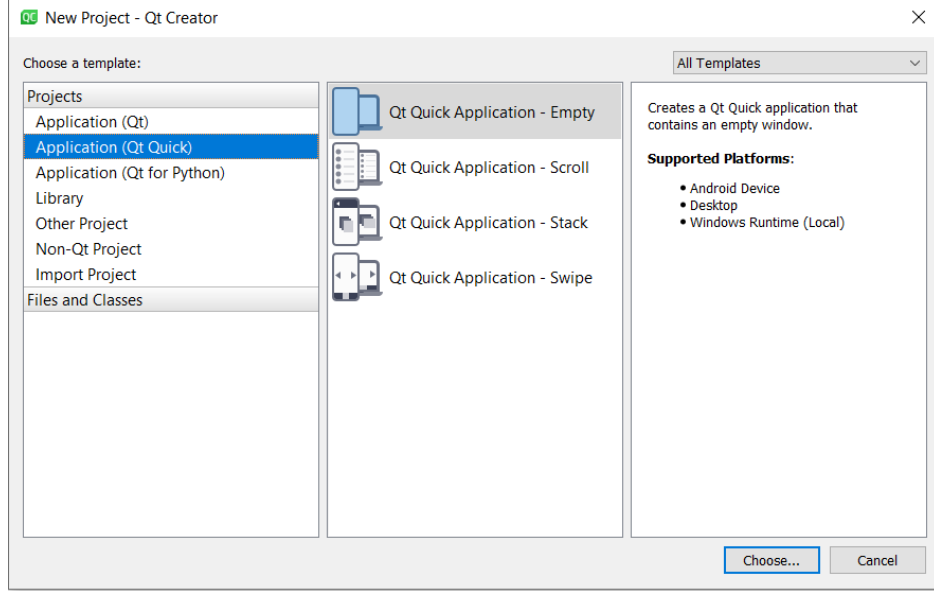 QC New Project - Qt Creator
Choose a template:
All Templates
Projects
Application (Qt)
Application (Qt Quick)
Application (Qt for Python)
Library
Other Project
Non-Qt Project
Import Project
Files and Classes
Qt Quick Application - Empty
Qt Quick Application - Scroll
Qt Quick Application - Stack
Qt Quick Application - Swipe
Creates a Qt Quick application that
contains an empty window.
Supported Platforms:
• Android Device
• Desktop
• Windows Runtime (Local)
Choose...
Cancel